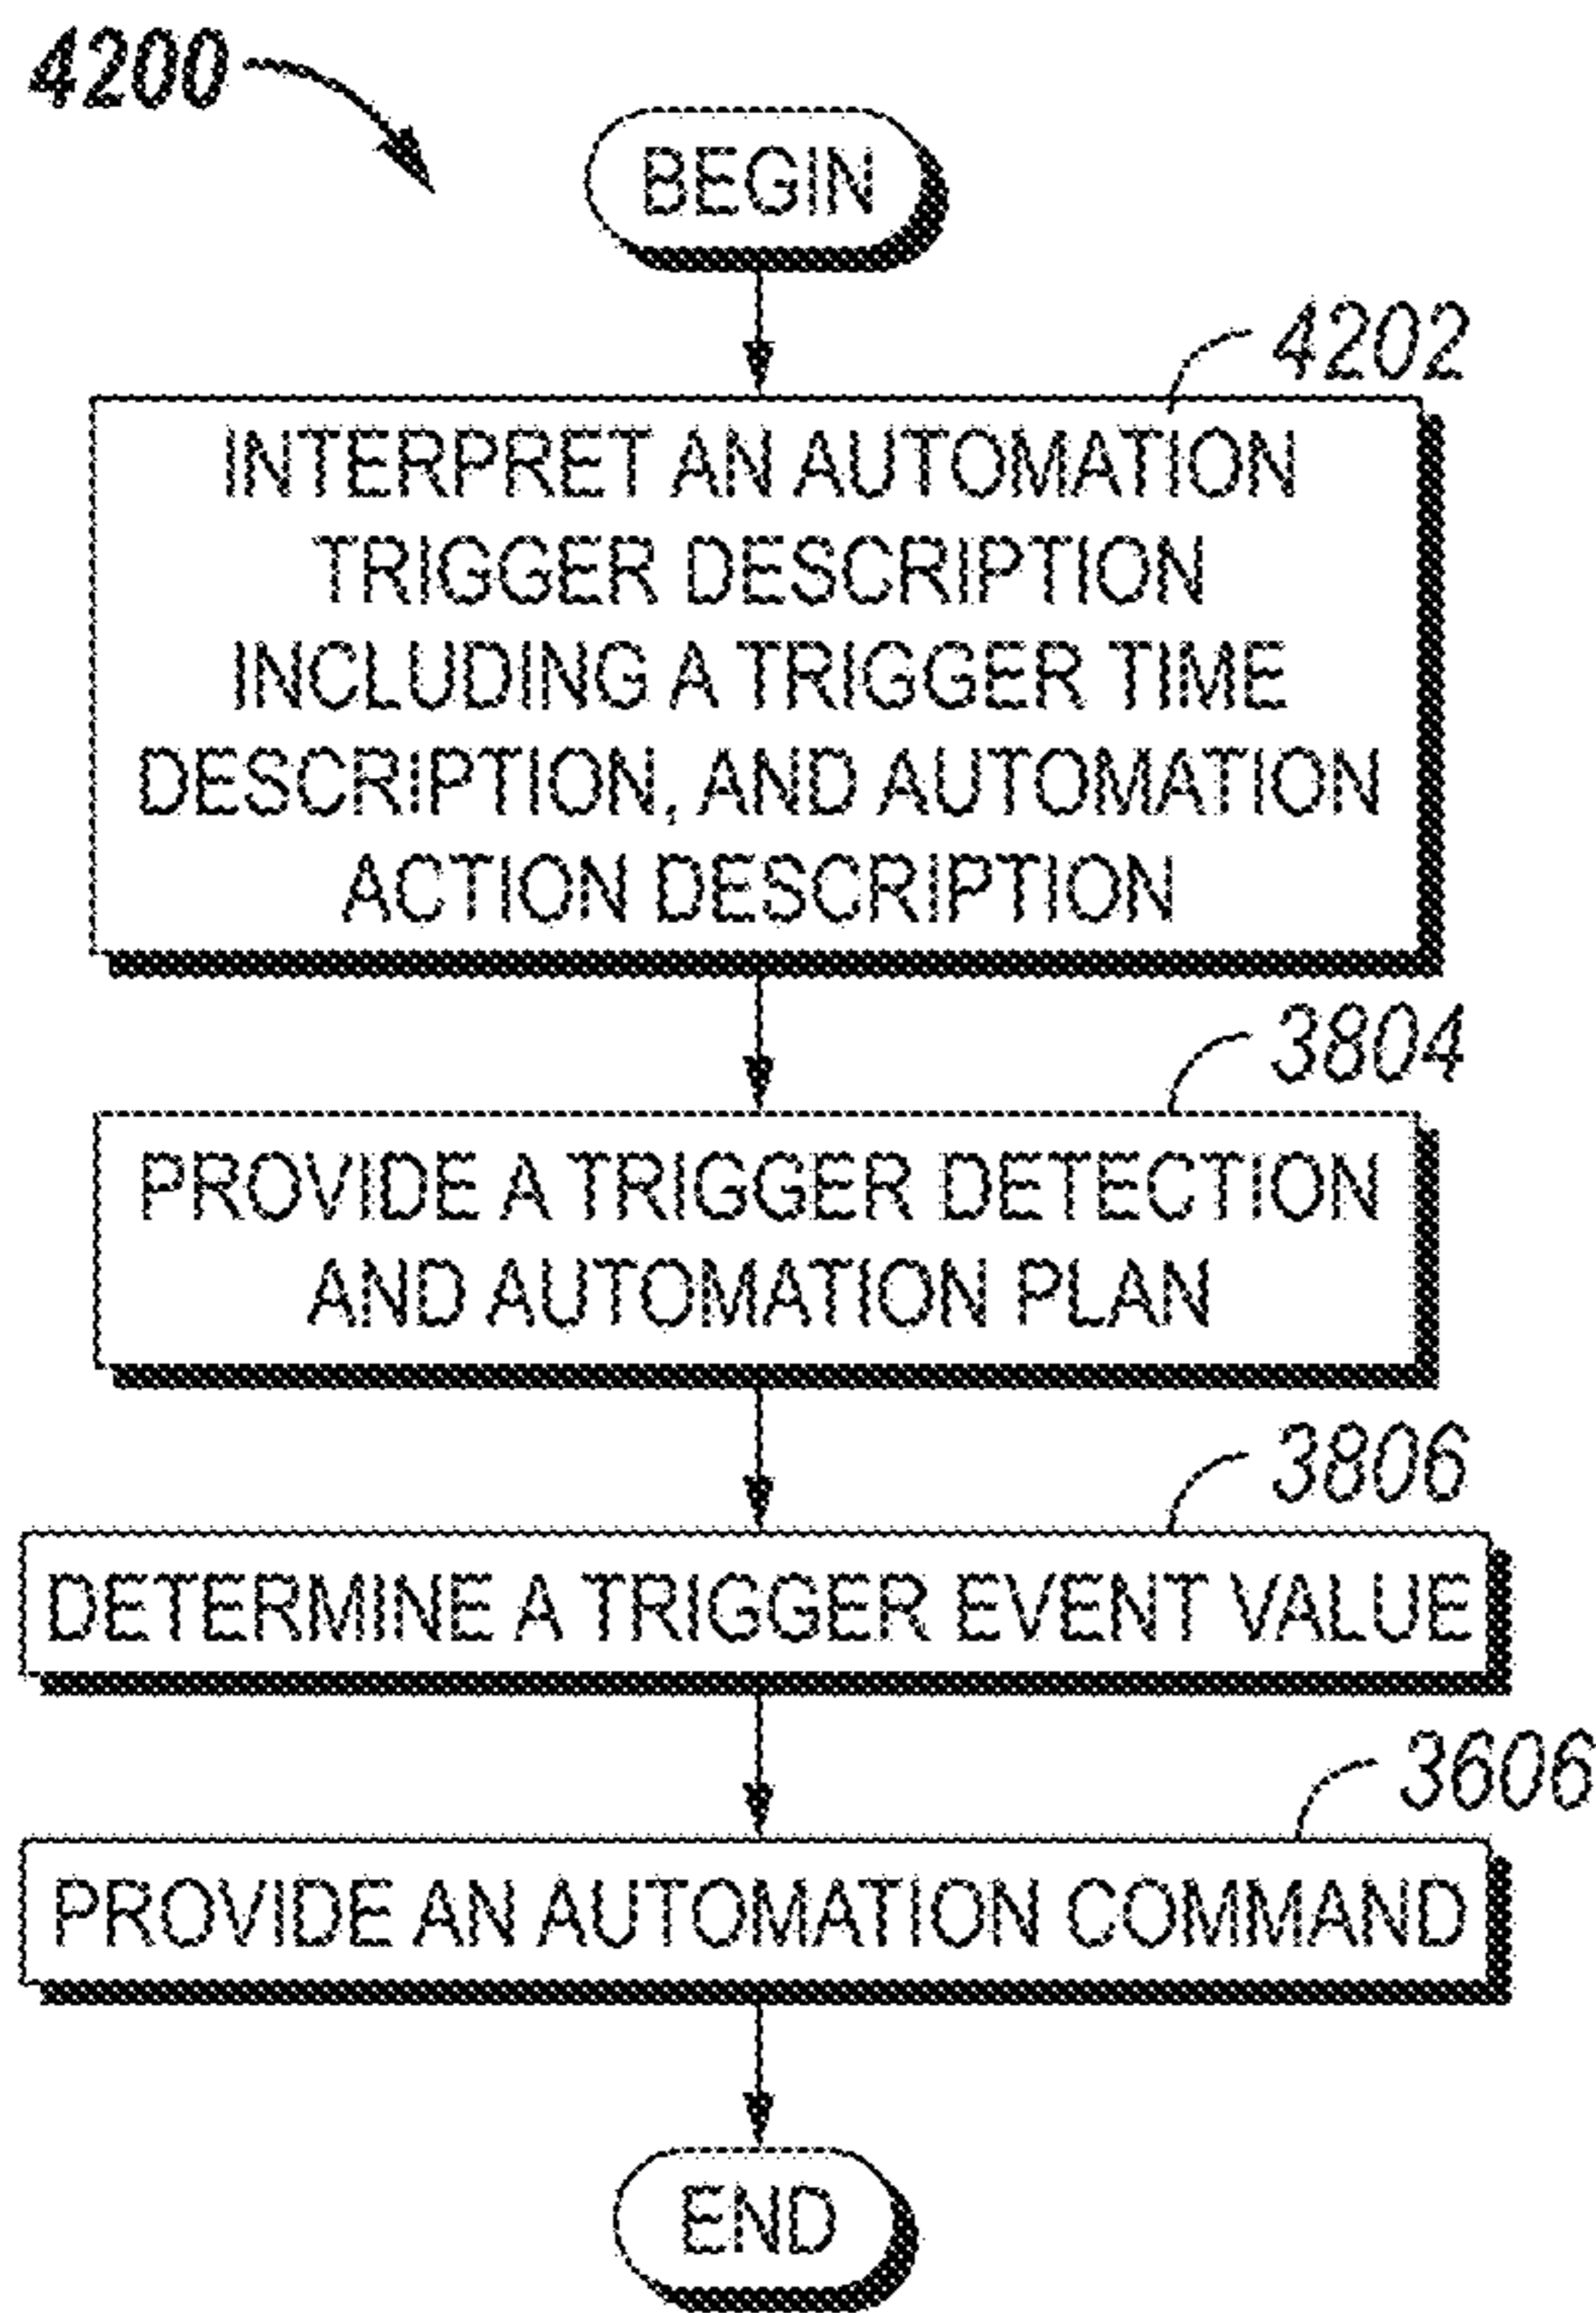 4200
BEGIN
4202
INTERPRET AN AUTOMATION
TRIGGER DESCRIPTION
INCLUDING A TRIGGER TIME
DESCRIPTION, AND AUTOMATION
ACTION DESCRIPTION
3804
PROVIDE A TRIGGER DETECTION
AND AUTOMATION PLAN
3806
DETERMINE A TRIGGER EVENT VALUE
3606
PROVIDE AN AUTOMATION COMMAND
END